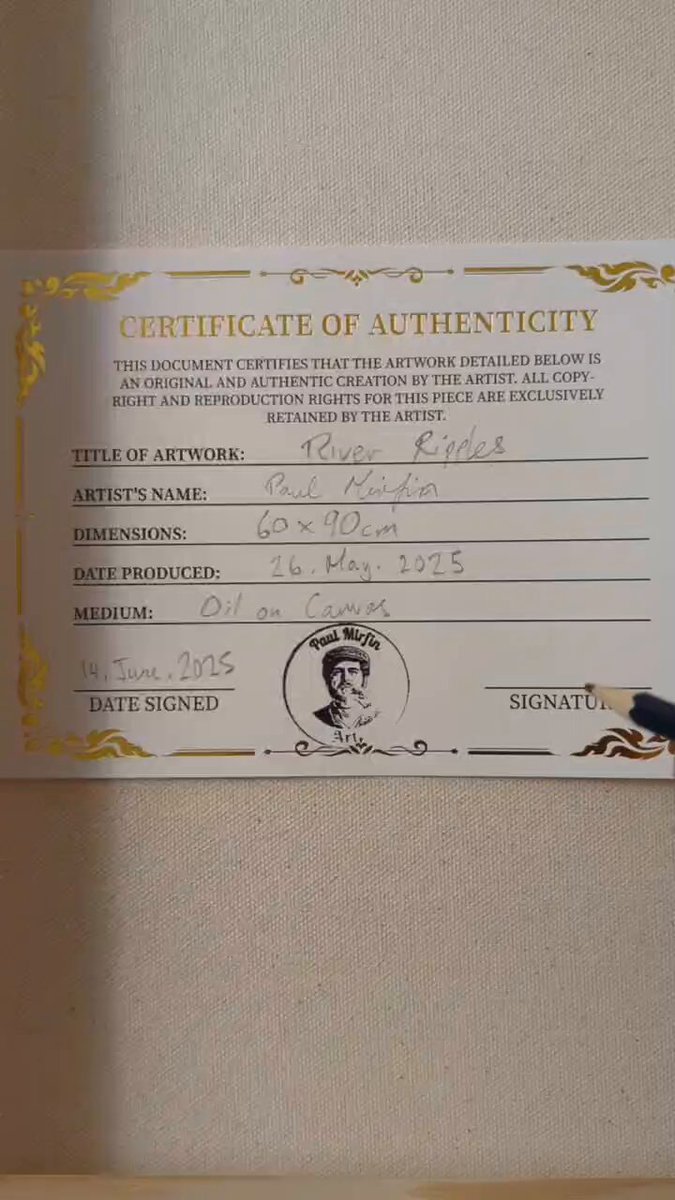 CERTIFICATE OF AUTHENTICITY
THIS DOCUMENT CERTIFIES THAT THE ARTWORK DETAILED BELOW IS
AN ORIGINAL AND AUTHENTIC CREATION BY THE ARTIST. ALL COPY-
RIGHT AND REPRODUCTION RIGHTS FOR THIS PIECE ARE EXCLUSIVELY
RETAINED BY THE ARTIST.
TITLE OF ARTWORK: River Ripples
ARTIST'S NAME: Paul Mirfin
DIMENSIONS: 60 x 90cm
DATE PRODUCED: 26. May. 2025
MEDIUM: Oil on Canvas
Paul Mirfin
14. June. 2025
DATE SIGNED
SIGNATU
Art